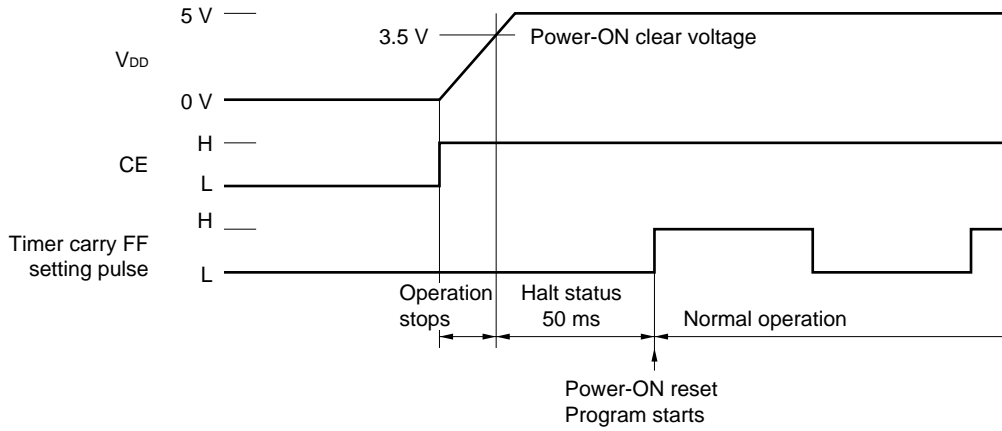 5 V
3.5 V
Power-ON clear voltage
VDD
0 V
H
CE
L
H
Timer carry FF
setting pulse
L
Operation
stops
Halt status
50 ms
Normal operation
Power-ON reset
Program starts